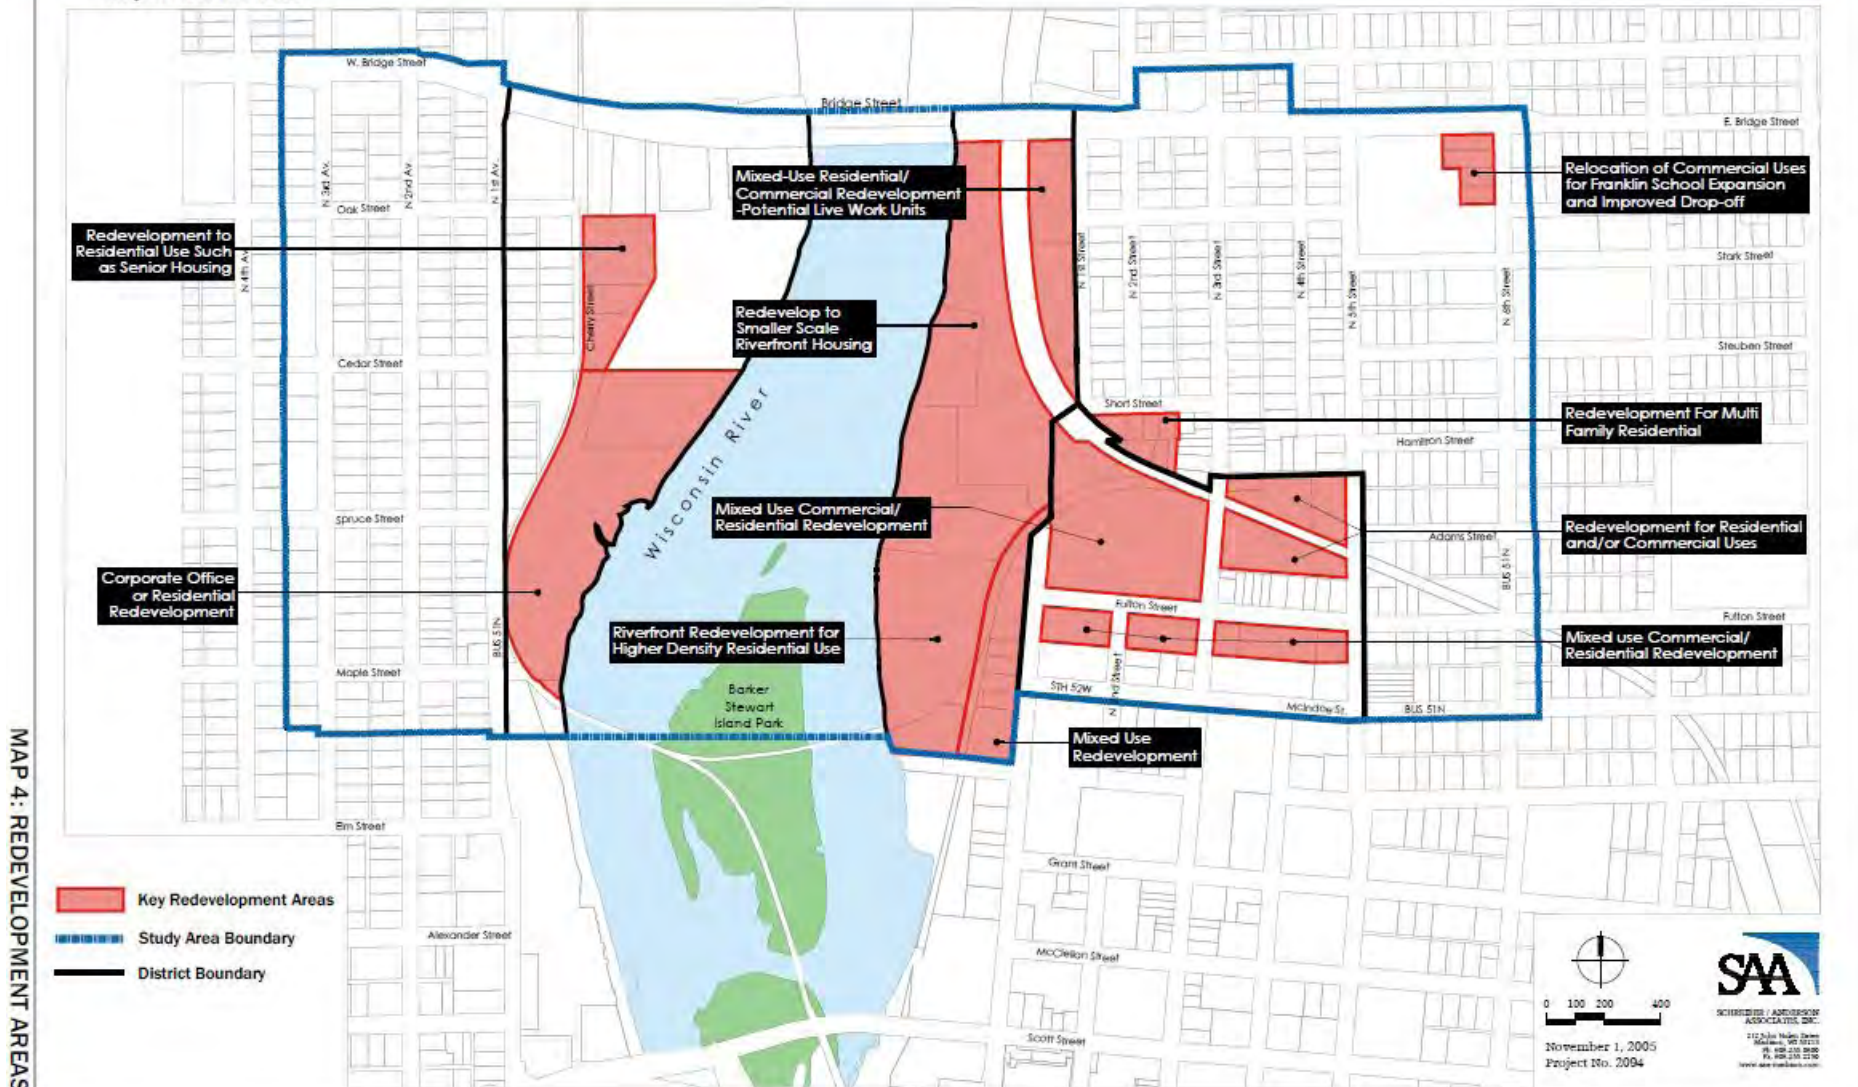 W. Bridge Street
Bridge Street
E. Bridge Street
Mixed-Use Residential/
Commercial Redevelopment
-Potential Live Work Units
Relocation of Commercial Uses
for Franklin School Expansion
and Improved Drop-off
N 3rd Av.
N 2nd Av
N 1st Av.
Oak Street
Redevelopment to
Residential Use Such
as Senior Housing
N 4th Av
Cherry Street
N 1st Street
N 2nd Street
N 3rd Street
N 4th Street
N 5th Street
N 6th Street
Stark Street
Redevelop to
Smaller Scale
Riverfront Housing
Steuben Street
Cedar Street
Short Street
Redevelopment For Multi
Family Residential
Hamilton Street
Wisconsin River
Spruce Street
Mixed Use Commercial/
Residential Redevelopment
Redevelopment for Residential
and/or Commercial Uses
Adams Street
BUS 51N
Corporate Office
or Residential
Redevelopment
Fulton Street
Fulton Street
BUS 51N
Riverfront Redevelopment for
Higher Density Residential Use
Mixed use Commercial/
Residential Redevelopment
Maple Street
Barker
Stewart
Island Park
STH 52W
N 2nd Street
McIndoe St.
BUS 51N
Mixed Use
Redevelopment
Elm Street
Grant Street
Key Redevelopment Areas
Study Area Boundary
District Boundary
Alexander Street
McClellan Street
Scott Street
0 100 200 400
November 1, 2005
Project No. 2094
SAA
SCHREIBER / ANDERSON
ASSOCIATES, INC.
MAP 4: REDEVELOPMENT AREAS